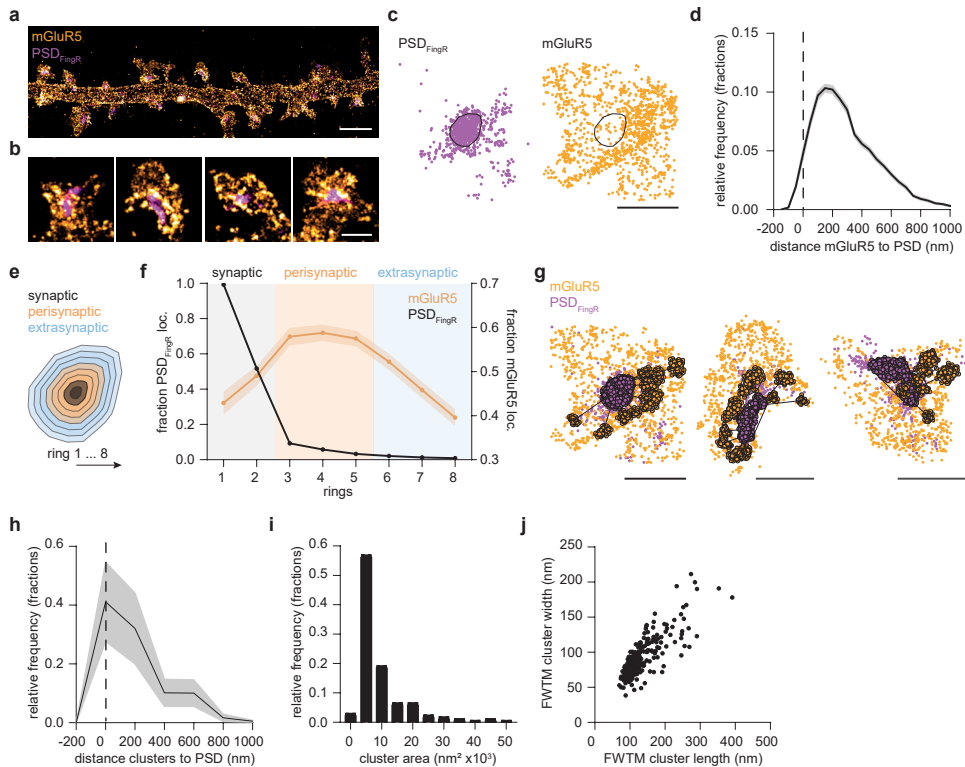 a
mGluR5
PSD_FingR
b
c
PSD_FingR
mGluR5
d
relative frequency (fractions)
0.15
0.10
0.05
0.00
-200 0 200 400 600 800 1000
distance mGluR5 to PSD (nm)
e
synaptic
perisynaptic
extrasynaptic
ring 1 ... 8
f
synaptic perisynaptic extrasynaptic
mGluR5
PSD_FingR
fraction PSD_FingR loc.
1.0
0.8
0.6
0.4
0.2
0.0
0.7
0.6
0.5
0.4
0.3
fraction mGluR5 loc.
1 2 3 4 5 6 7 8
rings
g
mGluR5
PSD_FingR
h
relative frequency (fractions)
0.6
0.4
0.2
0.0
-200 0 200 400 600 800 1000
distance clusters to PSD (nm)
i
relative frequency (fractions)
0.6
0.5
0.4
0.3
0.2
0.1
0.0
0 10 20 30 40 50
cluster area (nm² x10³)
j
FWTM cluster width (nm)
250
200
150
100
50
0
0 100 200 300 400 500
FWTM cluster length (nm)